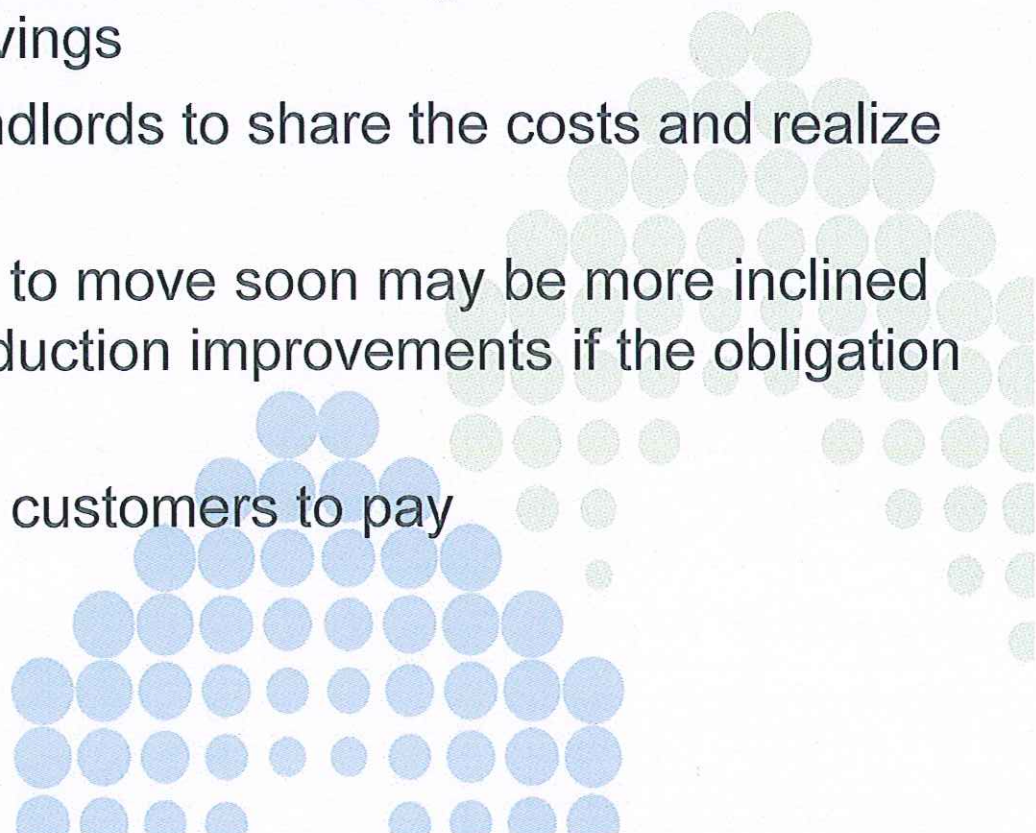 vings
ndlords to share the costs and realize
to move soon may be more inclined
duction improvements if the obligation
customers to pay